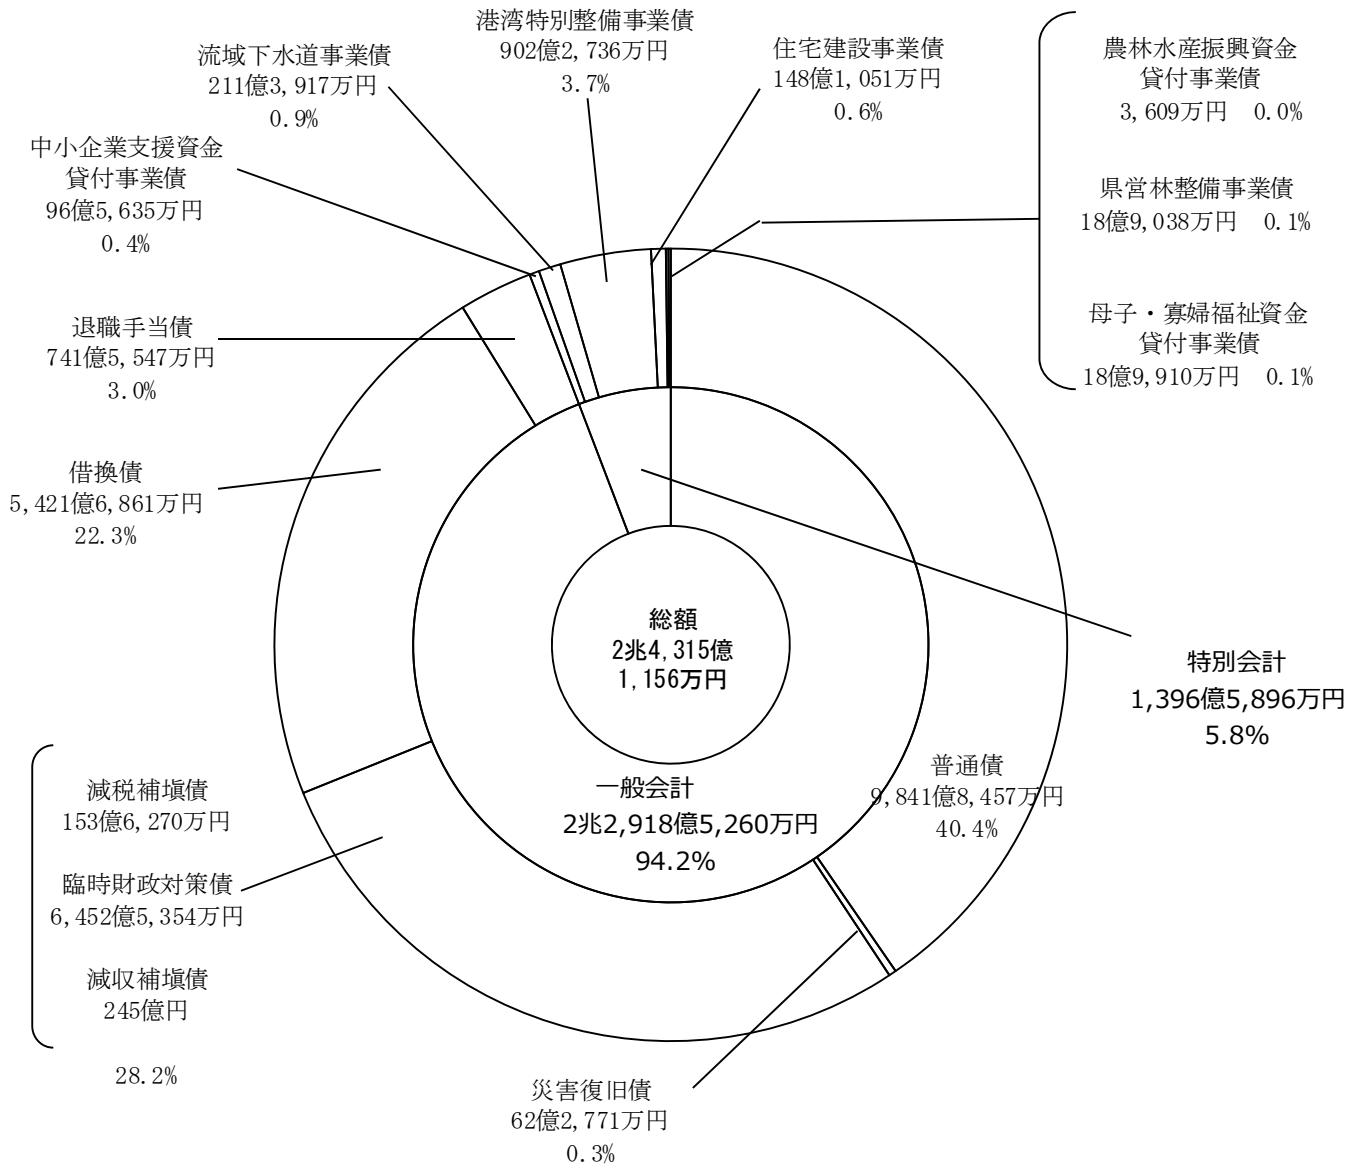 港湾特別整備事業債
902億2,736万円
3.7%
流域下水道事業債
211億3,917万円
0.9%
住宅建設事業債
148億1,051万円
0.6%
農林水産振興資金
貸付事業債
3,609万円 0.0%
県営林整備事業債
18億9,038万円 0.1%
母子・寡婦福祉資金
貸付事業債
18億9,910万円 0.1%
中小企業支援資金
貸付事業債
96億5,635万円
0.4%
退職手当債
741億5,547万円
3.0%
借換債
5,421億6,861万円
22.3%
総額
2兆4,315億
1,156万円
特別会計
1,396億5,896万円
5.8%
一般会計
2兆2,918億5,260万円
94.2%
普通債
9,841億8,457万円
40.4%
減税補塡債
153億6,270万円
臨時財政対策債
6,452億5,354万円
減収補塡債
245億円
28.2%
災害復旧債
62億2,771万円
0.3%